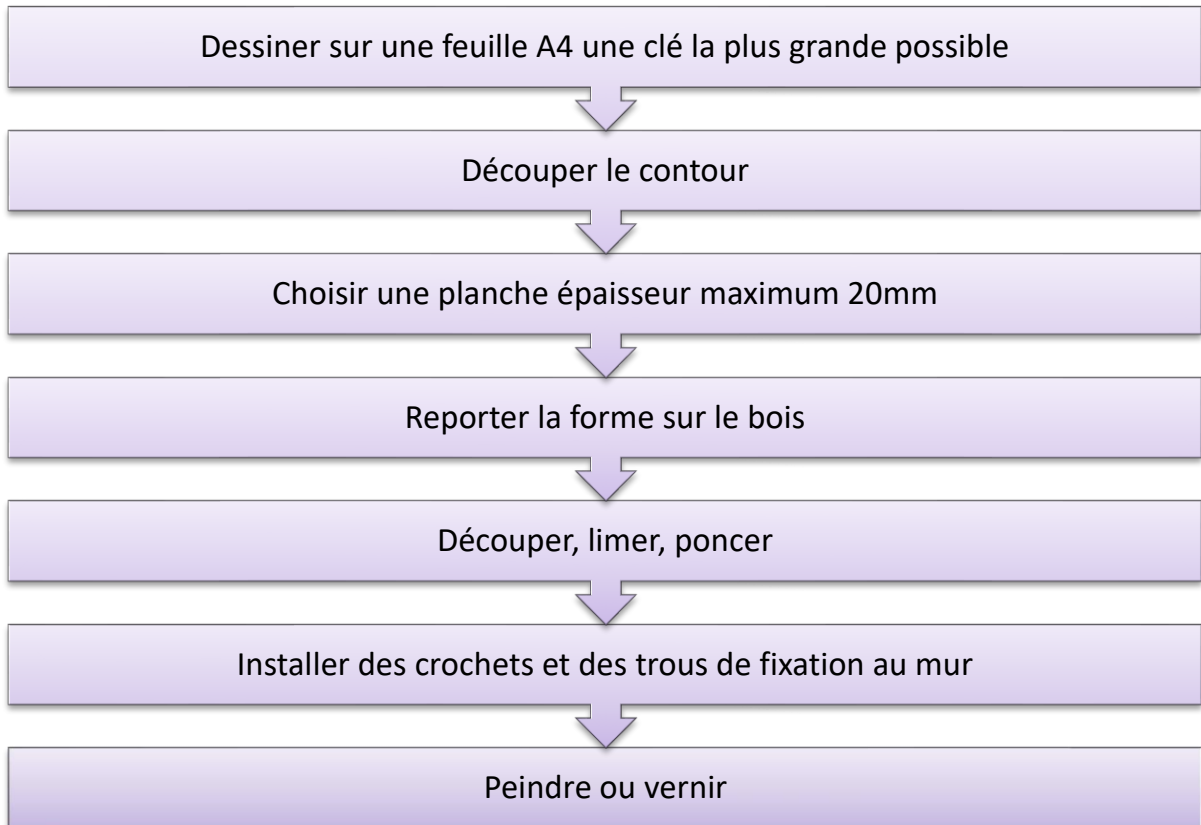 Dessiner sur une feuille A4 une clé la plus grande possible
Découper le contour
Choisir une planche épaisseur maximum 20mm
Reporter la forme sur le bois
Découper, limer, poncer
Installer des crochets et des trous de fixation au mur
Peindre ou vernir